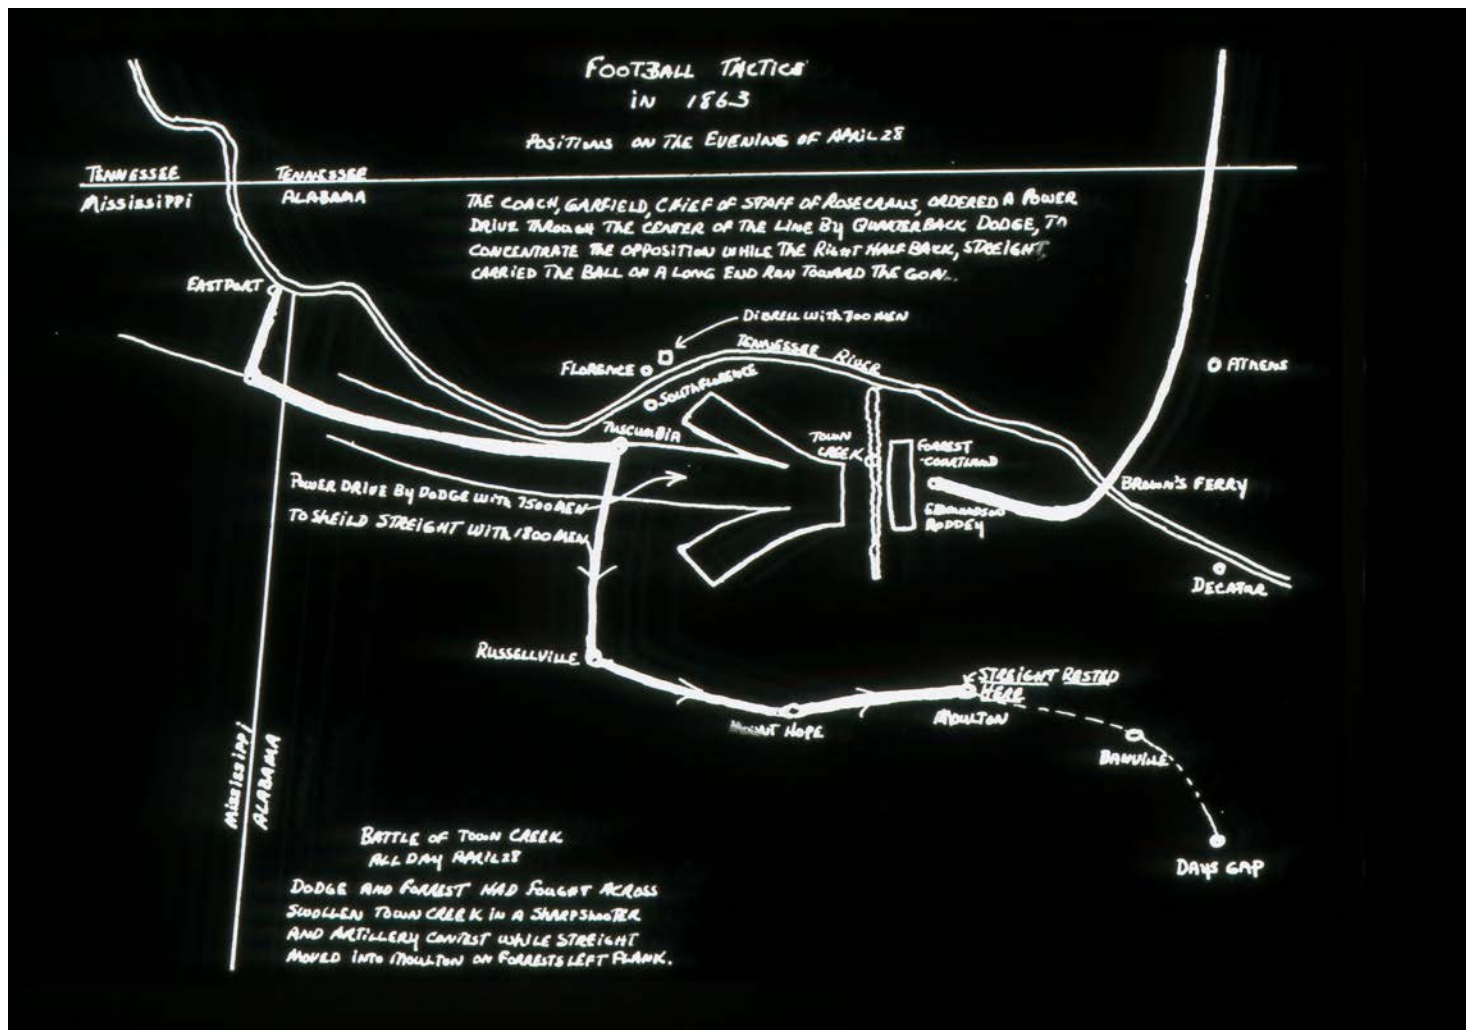 FOOTBALL TACTICS
IN 1863
POSITIONS ON THE EVENING OF APRIL 28
TENNESSEE
TENNESSEE
MISSISSIPPI
ALABAMA
THE COACH, GARFIELD, CHIEF OF STAFF OF ROSECRANS, ORDERED A POWER
DRIVE THROUGH THE CENTER OF THE LINE BY QUARTERBACK DODGE, TO
CONCENTRATE THE OPPOSITION WHILE THE RIGHT HALF BACK, STREIGHT,
CARRIED THE BALL ON A LONG END RUN TOWARD THE
EASTPORT
DIBRELL WITH 700 MEN
TENNESSEE RIVER
FLORENCE
SOUTH FLORENCE
ATHENS
TUSCUMBIA
TOWN
CREEK
FORREST
COURTLAND
BROWN'S FERRY
POWER DRIVE BY DODGE WITH 7500 MEN
TO SHEILD STREIGHT WITH 1800 MEN
EDMONDSON
RODDEY
DECATUR
RUSSELLVILLE
STREIGHT RESTED
HERE
MOULTON
MOUNT HOPE
BANVILLE
MISSISSIPPI
ALABAMA
DAYS GAP
BATTLE OF TOWN CREEK
ALL DAY APRIL 28
DODGE AND FORREST HAD FOUGHT ACROSS
SWOLLEN TOWN CREEK IN A SHARPSHOOTER
AND ARTILLERY CONTEST WHILE STREIGHT
MOVED INTO MOULTON ON FORRESTS LEFT FLANK.